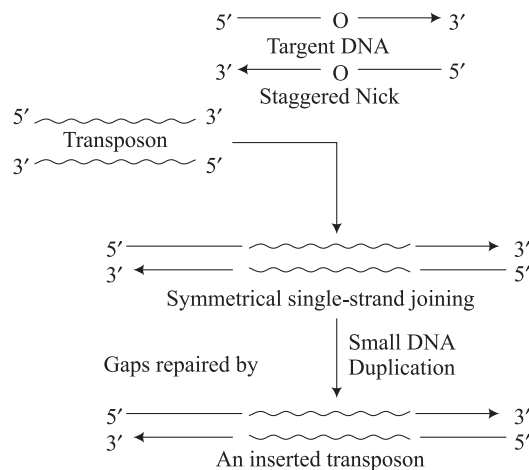 5′ O 3′
Targent DNA
3′ O 5′
Staggered Nick
5′ 3′
Transposon
3′ 5′
5′ 3′
3′ 5′
Symmetrical single-strand joining
Gaps repaired by
Small DNA
Duplication
5′ 3′
3′ 5′
An inserted transposon